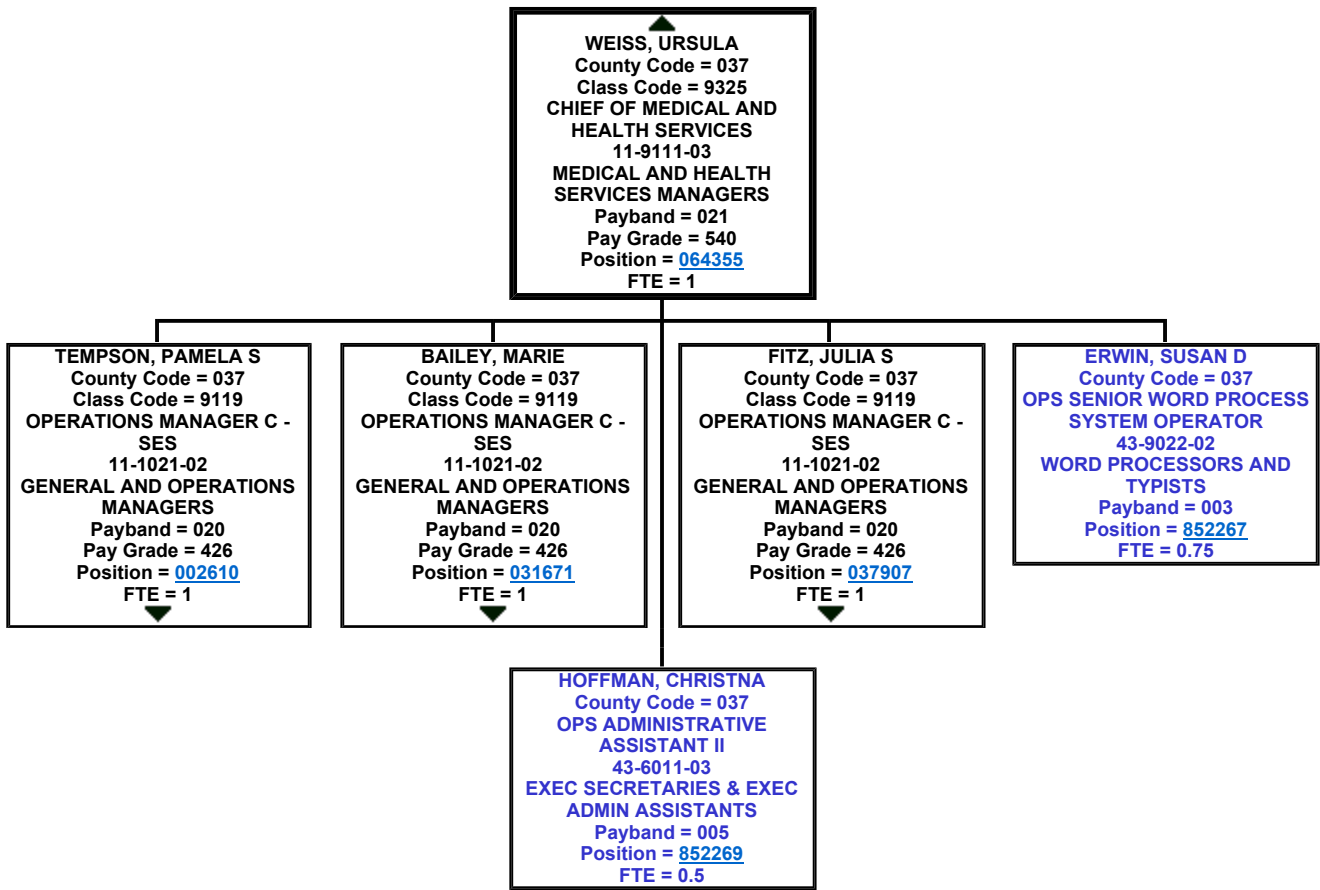 WEISS, URSULA
County Code = 037
Class Code = 9325
CHIEF OF MEDICAL AND
HEALTH SERVICES
11-9111-03
MEDICAL AND HEALTH
SERVICES MANAGERS
Payband = 021
Pay Grade = 540
Position = 064355
FTE = 1
TEMPSON, PAMELA S
County Code = 037
Class Code = 9119
OPERATIONS MANAGER C -
SES
11-1021-02
GENERAL AND OPERATIONS
MANAGERS
Payband = 020
Pay Grade = 426
Position = 002610
FTE = 1
BAILEY, MARIE
County Code = 037
Class Code = 9119
OPERATIONS MANAGER C -
SES
11-1021-02
GENERAL AND OPERATIONS
MANAGERS
Payband = 020
Pay Grade = 426
Position = 031671
FTE = 1
FITZ, JULIA S
County Code = 037
Class Code = 9119
OPERATIONS MANAGER C -
SES
11-1021-02
GENERAL AND OPERATIONS
MANAGERS
Payband = 020
Pay Grade = 426
Position = 037907
FTE = 1
ERWIN, SUSAN D
County Code = 037
OPS SENIOR WORD PROCESS
SYSTEM OPERATOR
43-9022-02
WORD PROCESSORS AND
TYPISTS
Payband = 003
Position = 852267
FTE = 0.75
HOFFMAN, CHRISTNA
County Code = 037
OPS ADMINISTRATIVE
ASSISTANT II
43-6011-03
EXEC SECRETARIES & EXEC
ADMIN ASSISTANTS
Payband = 005
Position = 852269
FTE = 0.5